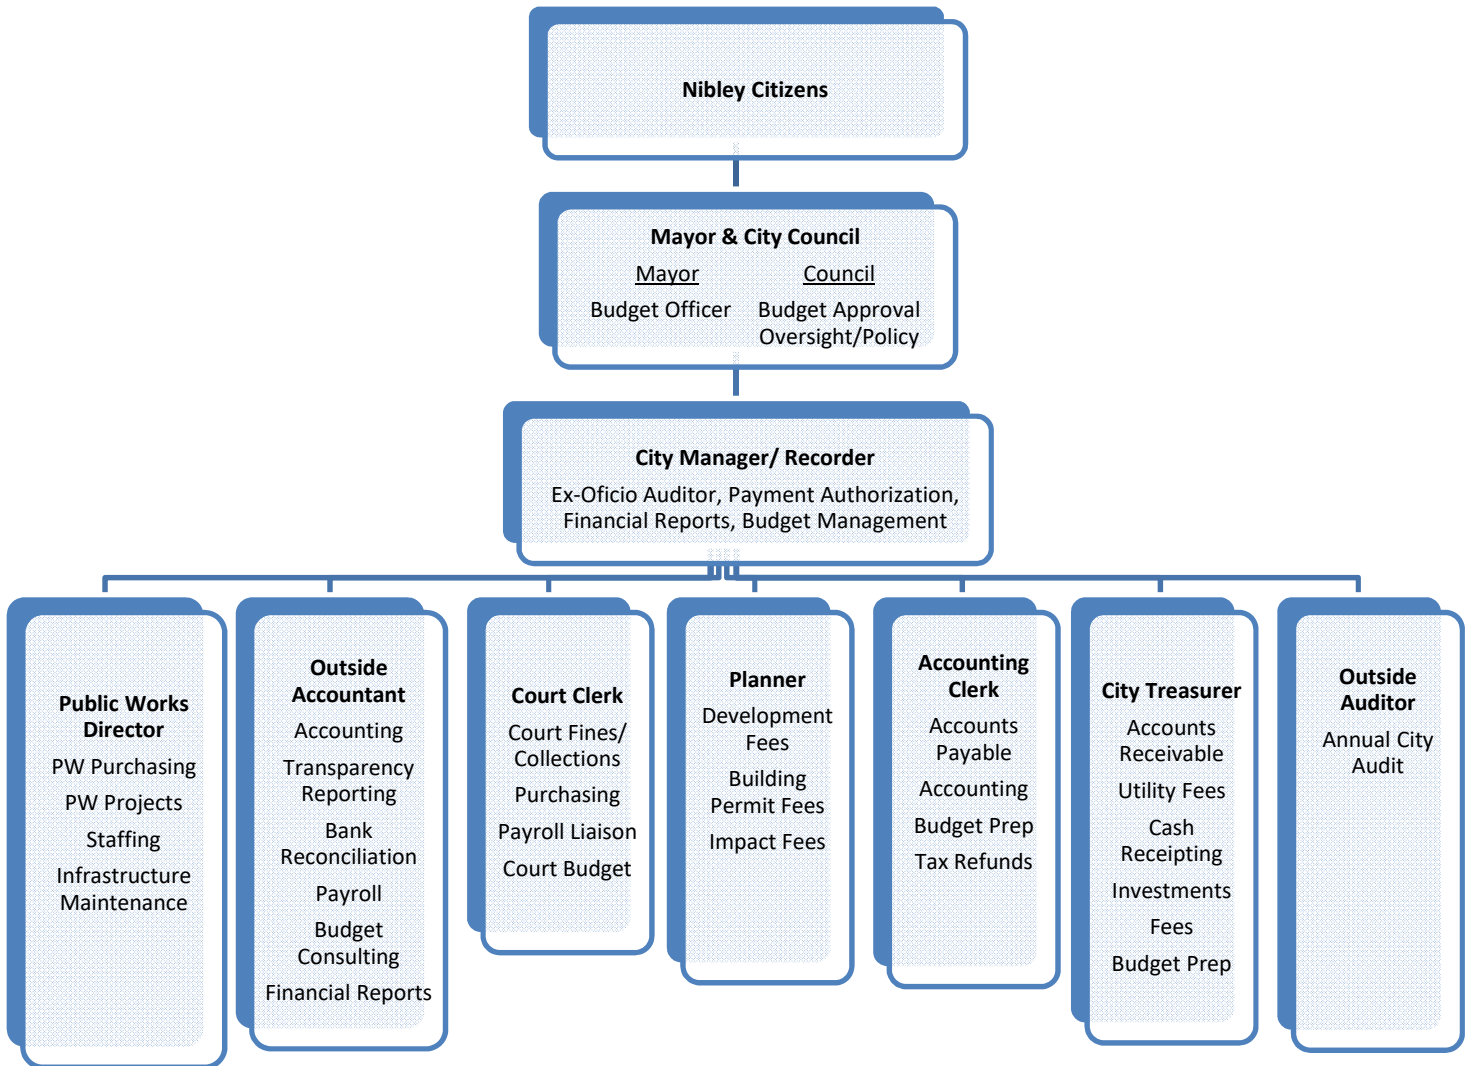 Nibley Citizens
Mayor & City Council
Mayor
Council
Budget Officer
Budget Approval
Oversight/Policy
City Manager/ Recorder
Ex-Oficio Auditor, Payment Authorization,
Financial Reports, Budget Management
Public Works
Director
PW Purchasing
PW Projects
Staffing
Infrastructure
Maintenance
Outside
Accountant
Accounting
Transparency
Reporting
Bank
Reconciliation
Payroll
Budget
Consulting
Financial Reports
Court Clerk
Court Fines/
Collections
Purchasing
Payroll Liaison
Court Budget
Planner
Development
Fees
Building
Permit Fees
Impact Fees
Accounting
Clerk
Accounts
Payable
Accounting
Budget Prep
Tax Refunds
City Treasurer
Accounts
Receivable
Utility Fees
Cash
Receipting
Investments
Fees
Budget Prep
Outside
Auditor
Annual City
Audit